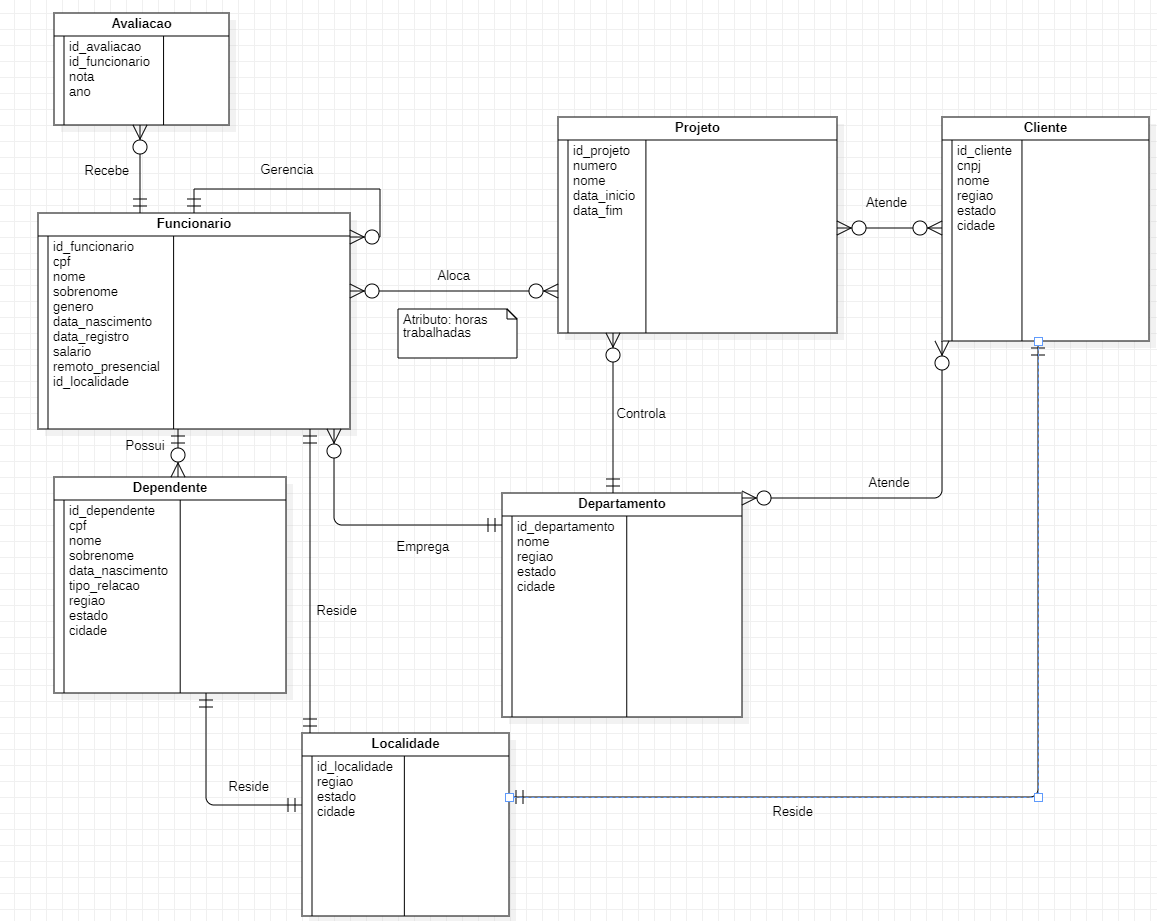 Avaliacao
id_avaliacao
id_funcionario
nota
ano
Recebe
Gerencia
Funcionario
id_funcionario
cpf
nome
sobrenome
genero
data_nascimento
data_registro
salario
remoto_presencial
id_localidade
Aloca
Atributo: horas
trabalhadas
Projeto
id_projeto
numero
nome
data_inicio
data_fim
Atende
Cliente
id_cliente
cnpj
nome
regiao
estado
cidade
Possui
Controla
Dependente
id_dependente
cpf
nome
sobrenome
data_nascimento
tipo_relacao
regiao
estado
cidade
Emprega
Reside
Departamento
id_departamento
nome
regiao
estado
cidade
Atende
Reside
Localidade
id_localidade
regiao
estado
cidade
Reside